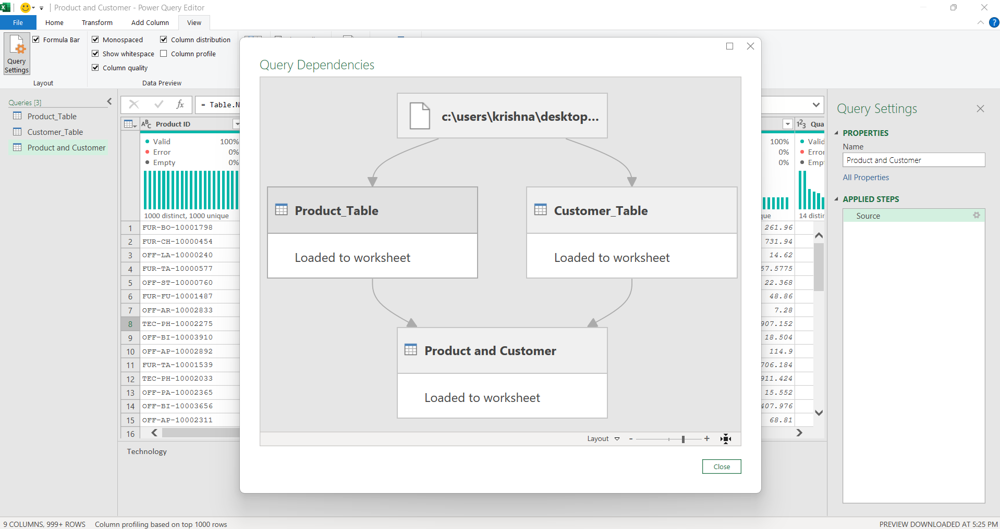 Product and Customer - Power Query Editor
File
Home
Transform
Add Column
View
Query
Settings
Formula Bar
Layout
Monospaced
Show whitespace
Column quality
Column distribution
Column profile
Data Preview
Queries [3]
Product_Table
Customer_Table
Product and Customer
fx
= Table.N
ABC Product ID
Valid 100%
Error 0%
Empty 0%
1000 distinct, 1000 unique
1 FUR-BO-10001798
2 FUR-CH-10000454
3 OFF-LA-10000240
4 FUR-TA-10000577
5 OFF-ST-10000760
6 FUR-FU-10001487
7 OFF-AR-10002833
8 TEC-PH-10002275
9 OFF-BI-10003910
10 OFF-AP-10002892
11 FUR-TA-10001539
12 TEC-PH-10002033
13 OFF-PA-10002365
14 OFF-BI-10003656
15 OFF-AP-10002311
16
Technology
Query Dependencies
c:\users\krishna\desktop...
Product_Table
Loaded to worksheet
Customer_Table
Loaded to worksheet
Product and Customer
Loaded to worksheet
Layout
- +
Close
100%
0%
0%
que
261.96
731.94
14.62
57.5775
22.368
48.86
7.28
907.152
18.504
114.9
706.184
911.424
15.552
407.976
68.81
123 Qua
Valid
Error
Emp
14 distin
Query Settings
PROPERTIES
Name
Product and Customer
All Properties
APPLIED STEPS
Source
?
9 COLUMNS, 999+ ROWS
Column profiling based on top 1000 rows
PREVIEW DOWNLOADED AT 5:25 PM